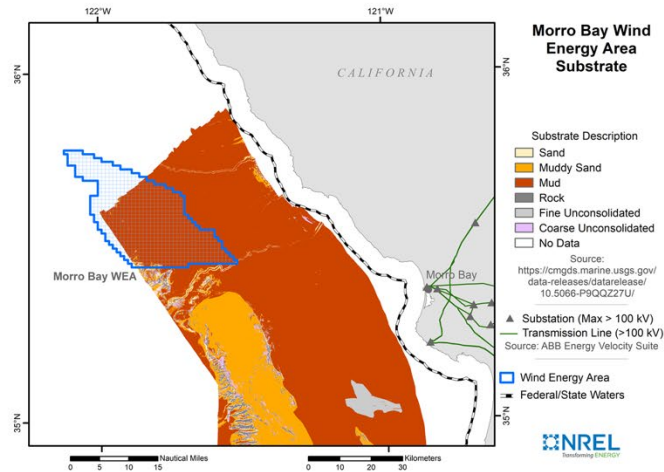 122°W
121°W
36°N
36°N
CALIFORNIA
Morro Bay WEA
Morro Bay
35°N
35°N
Nautical Miles
0 5 10 15
Kilometers
0 10 20 30
Morro Bay Wind
Energy Area
Substrate
Substrate Description
Sand
Muddy Sand
Mud
Rock
Fine Unconsolidated
Coarse Unconsolidated
No Data
Source:
https://cmgds.marine.usgs.gov/
data-releases/datarelease/
10.5066-P9QQZ27U/
Substation (Max > 100 kV)
Transmission Line (>100 kV)
Source: ABB Energy Velocity Suite
Wind Energy Area
Federal/State Waters
NREL
Transforming ENERGY